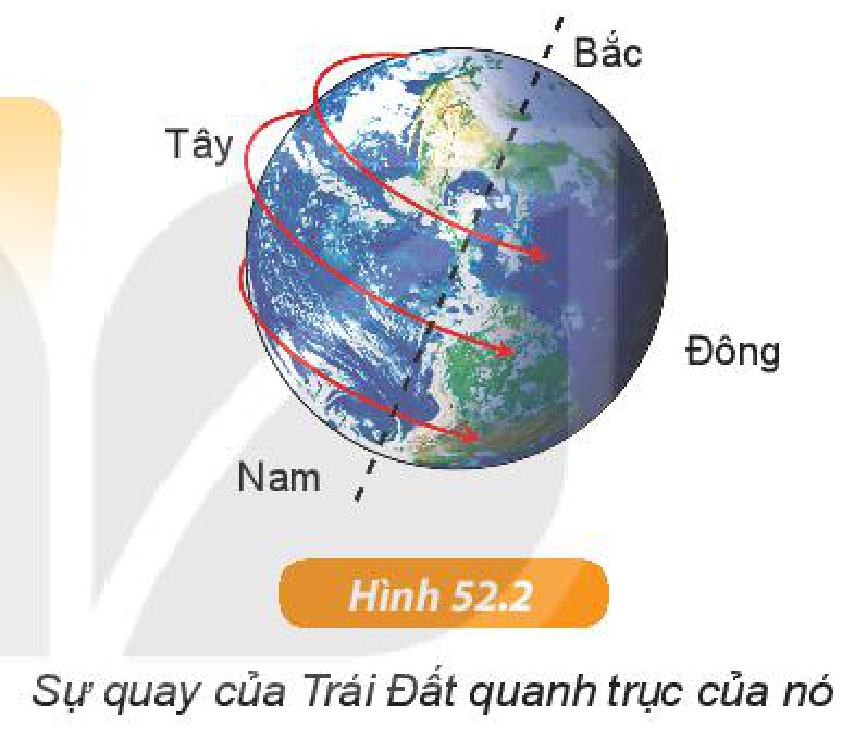 Bắc
Tây
Đông
Nam
Hình 52.2
Sự quay của Trái Đất quanh trục của nó